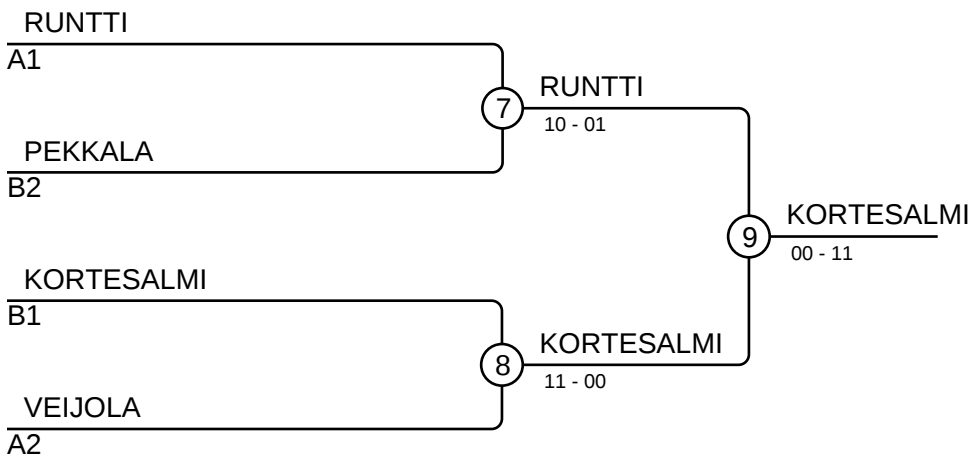 RUNTTI
A1
7
RUNTTI
10 - 01
PEKKALA
B2
9
KORTESALMI
00 - 11
KORTESALMI
B1
8
KORTESALMI
11 - 00
VEIJOLA
A2